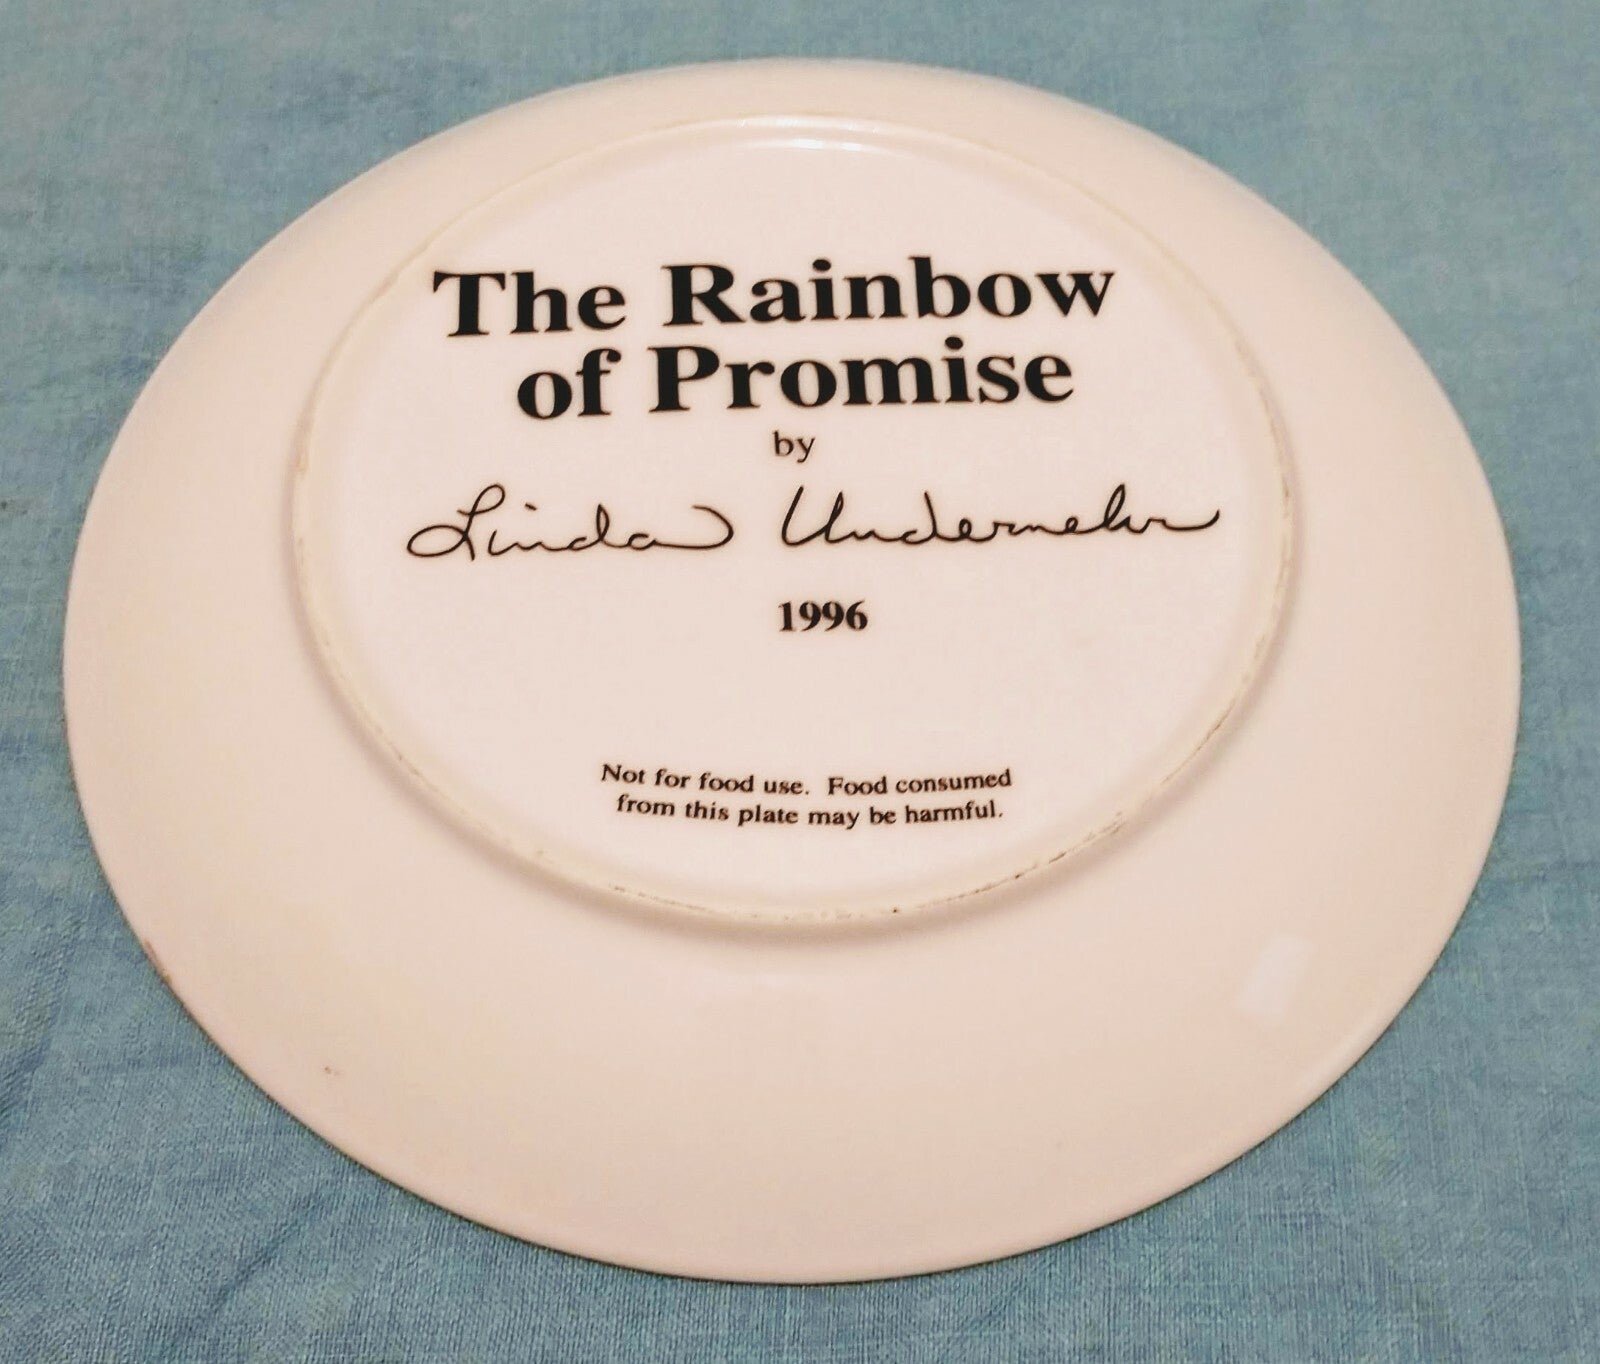 The Rainbow
of Promise
by
Linda Undermehr
1996
Not for food use. Food consumed
from this plate may be harmful.